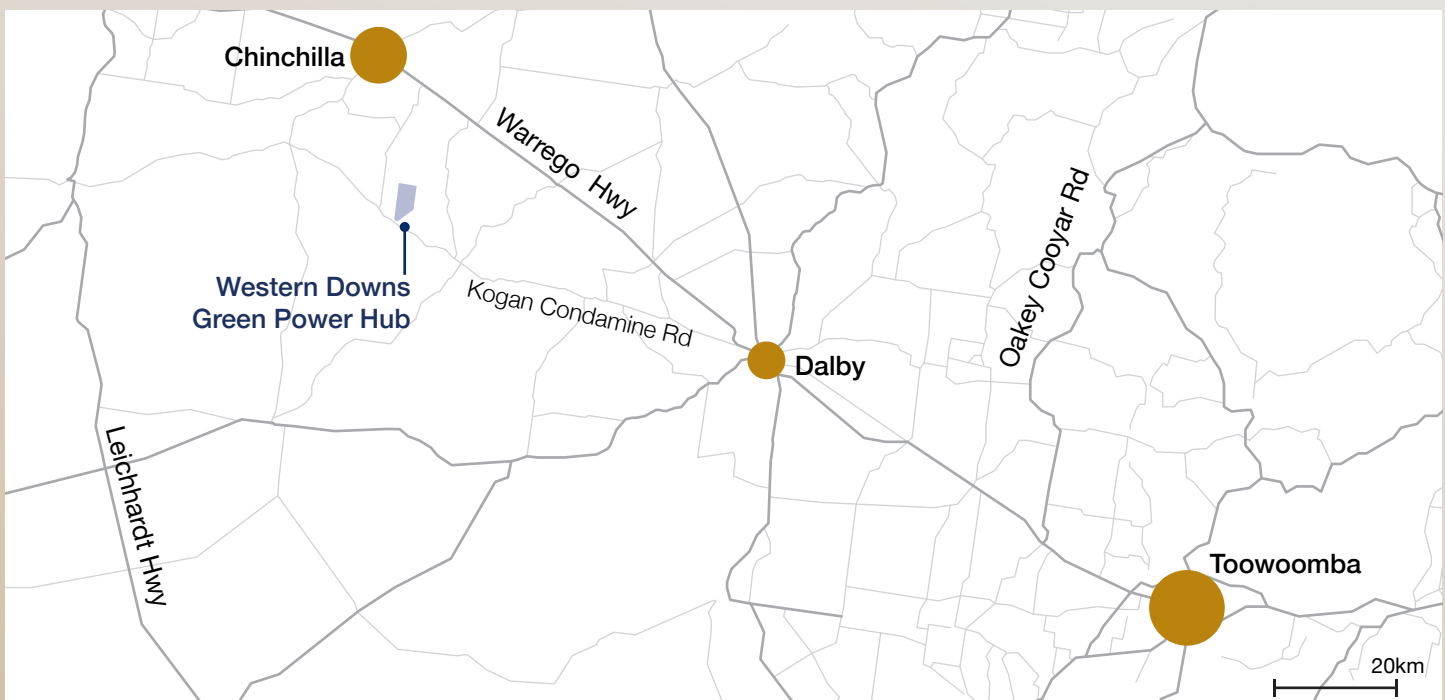 Chinchilla
Warrego Hwy
Oakey Cooyar Rd
Western Downs
Green Power Hub
Kogan Condamine Rd
Dalby
Leichhardt Hwy
Toowoomba
20km